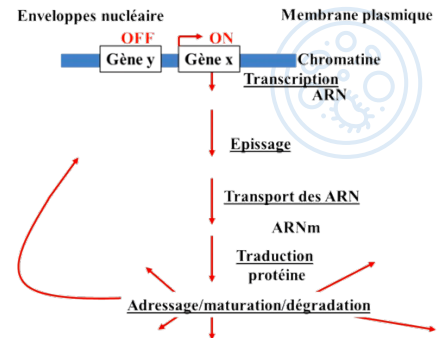 Enveloppes nucléaire
Membrane plasmique
OFF
ON
Gène y
Gène x
Chromatine
Transcription
ARN
Epissage
Transport des ARN
ARNm
Traduction
protéine
Adressage/maturation/dégradation